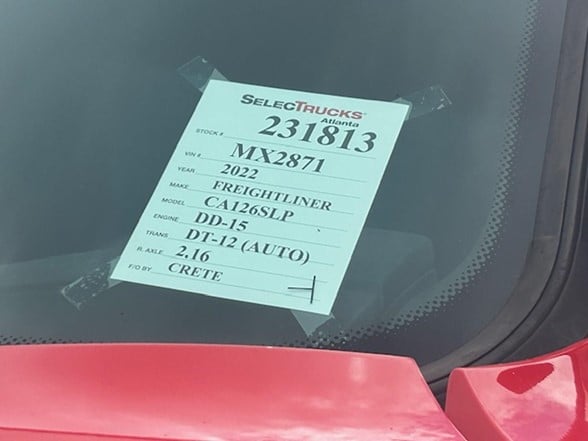 SELECTRUCKS
Atlanta
STOCK # 231813
VIN # MX2871
YEAR 2022
MAKE FREIGHTLINER
MODEL CA126SLP
ENGINE DD-15
TRANS DT-12 (AUTO)
R. AXLE 2.16
F/O BY CRETE